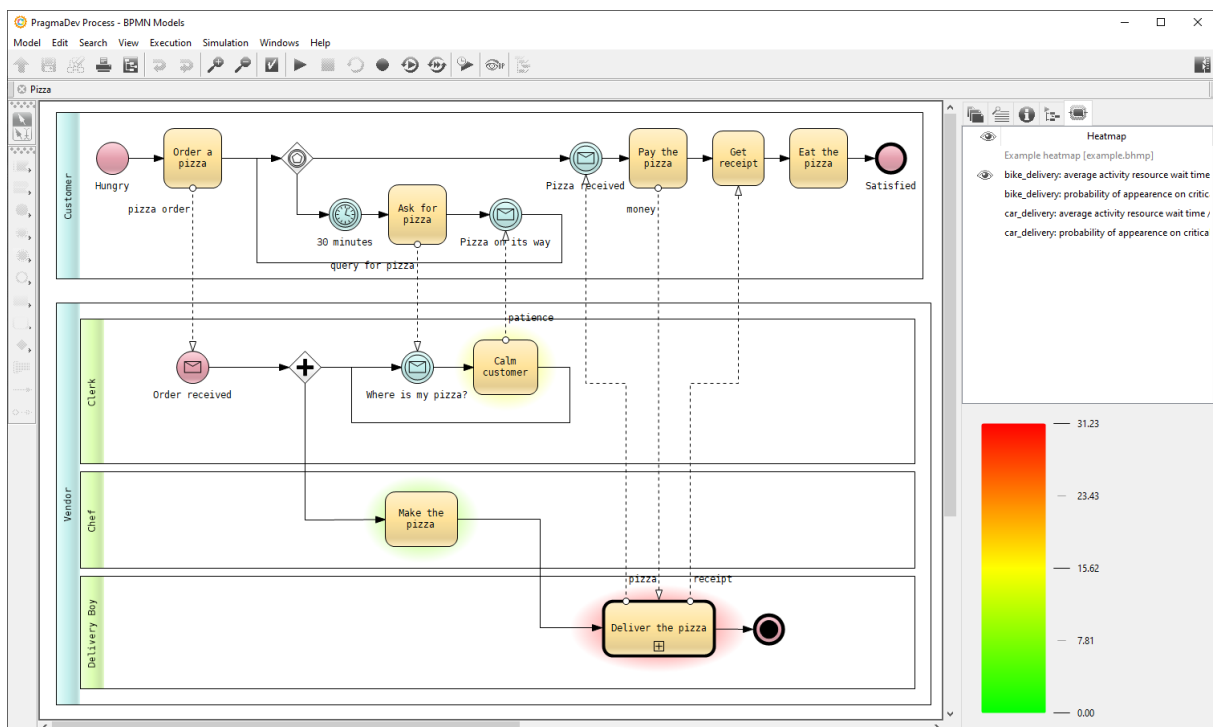 PragmaDev Process - BPMN Models
Model Edit Search View Execution Simulation Windows Help
Pizza
Customer
Hungry
Order a
pizza
pizza order
30 minutes
Ask for
pizza
query for pizza
Pizza on its way
Pizza received
Pay the
pizza
money
Get
receipt
Eat the
pizza
Satisfied
Vendor
Clerk
Order received
Where is my pizza?
patience
Calm
customer
Chef
Make the
pizza
Delivery Boy
pizza
receipt
Deliver the pizza
Heatmap
Example heatmap [example.bhmp]
bike_delivery: average activity resource wait time
bike_delivery: probability of appearance on critic
car_delivery: average activity resource wait time /
car_delivery: probability of appearance on critica
31.23
23.43
15.62
7.81
0.00